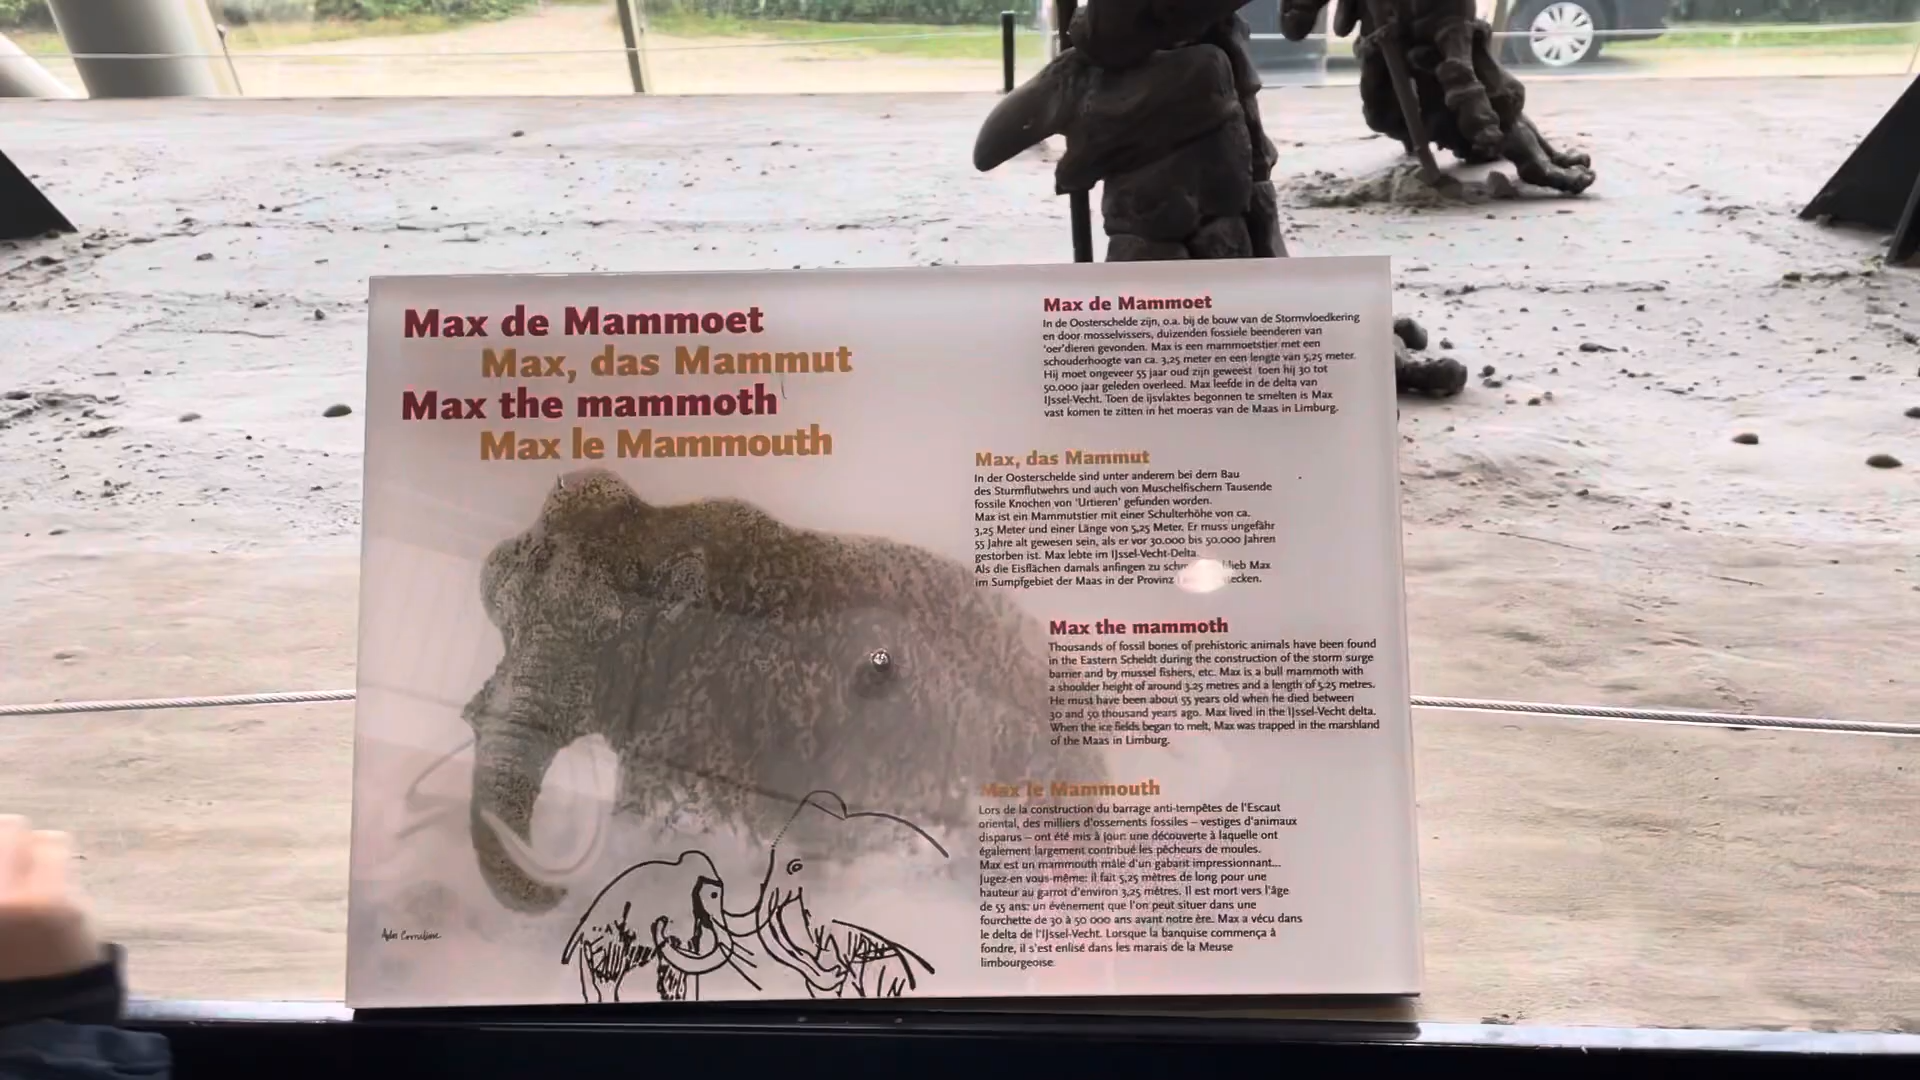 Max de Mammoet
Max, das Mammut
Max the mammoth
Max le Mammouth
Max de Mammoet
In de Oosterschelde zijn, o.a. bij de bouw van de Stormvloedkering
en door mosselvissers, duizenden fossiele beenderen van
'oer'dieren gevonden. Max is een mammoetstier met een
schouderhoogte van ca. 3,25 meter en een lengte van 5,25 meter.
Hij moet ongeveer 55 jaar oud zijn geweest toen hij 30 tot
50.000 jaar geleden overleed. Max leefde in de delta van
IJssel-Vecht. Toen de ijsvlaktes begonnen te smelten is Max
vast komen te zitten in het moeras van de Maas in Limburg.
Max, das Mammut
In der Oosterschelde sind unter anderem bei dem Bau
des Sturmflutwehrs und auch von Muschelfischern Tausende
fossile Knochen von 'Urtieren' gefunden worden.
Max ist ein Mammutstier mit einer Schulterhöhe von ca.
3,25 Meter und einer Länge von 5,25 Meter. Er muss ungefähr
55 Jahre alt gewesen sein, als er vor 30.000 bis 50.000 Jahren
gestorben ist. Max lebte im IJssel-Vecht-Delta.
Als die Eisflächen damals anfingen zu Max
im Sumpfgebiet der Maas in der Provinz
Max the mammoth
Thousands of fossil bones of prehistoric animals have been found
in the Eastern Scheldt during the construction of the storm surge
barrier and by mussel fishers, etc. Max is a bull mammoth with
a shoulder height of around 3.25 metres and a length of 5.25 metres.
He must have been about 55 years old when he died between
30 and 50 thousand years ago. Max lived in the IJssel-Vecht delta.
When the ice fields began to melt, Max was trapped in the marshland
of the Maas in Limburg.
Max le Mammouth
Lors de la construction du barrage anti-tempêtes de l'Escaut
oriental, des milliers d'ossements fossiles – vestiges d'animaux
disparus – ont été mis à jour: une découverte à laquelle ont
également largement contribué les pêcheurs de moules.
Max est un mammouth mâle d'un gabarit impressionnant...
Jugez-en vous-même: il fait 5,25 mètres de long pour une
hauteur au garrot d'environ 3,25 mètres. Il est mort vers l'âge
de 55 ans: un événement que l'on peut situer dans une
fourchette de 30 à 50 000 ans avant notre ère. Max a vécu dans
le delta de l'IJssel-Vecht. Lorsque la banquise commença à
fondre, il s'est enlisé dans les marais de la Meuse
limbourgeoise.